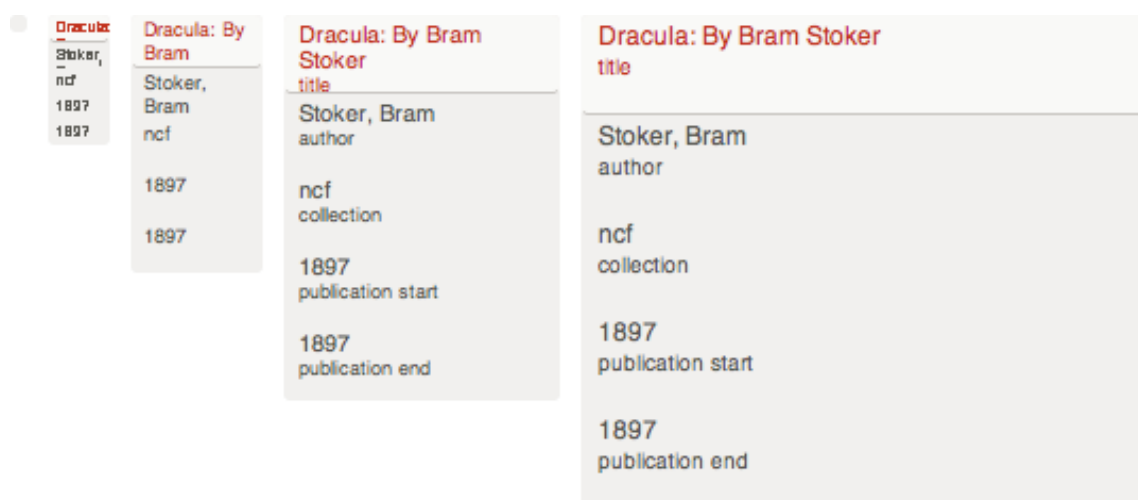 Dracula:
Stoker,
ncf
1897
1897
Dracula: By
Bram
Stoker,
Bram
ncf
1897
1897
Dracula: By Bram
Stoker
title
Stoker, Bram
author
ncf
collection
1897
publication start
1897
publication end
Dracula: By Bram Stoker
title
Stoker, Bram
author
ncf
collection
1897
publication start
1897
publication end